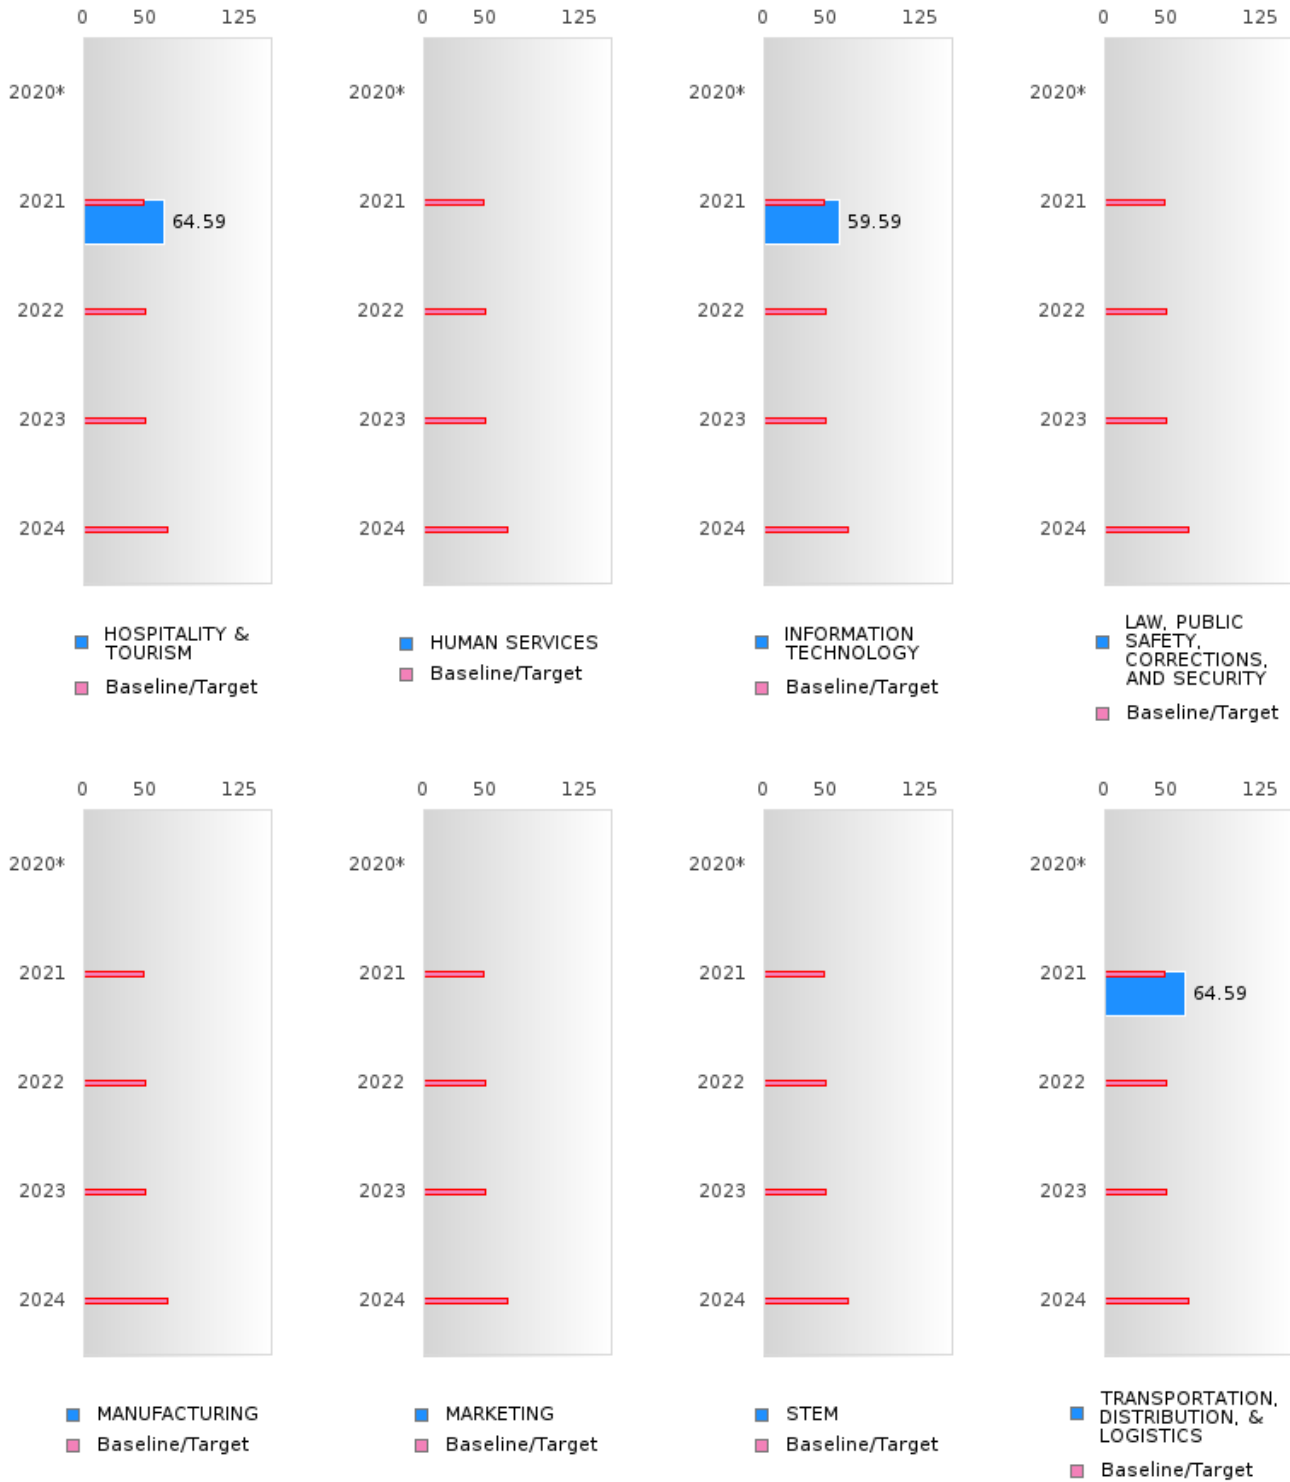 0 50 125
2020*
2021
64.59
2022
2023
2024
HOSPITALITY &
TOURISM
Baseline/Target
0 50 125
2020*
2021
2022
2023
2024
HUMAN SERVICES
Baseline/Target
0 50 125
2020*
2021
59.59
2022
2023
2024
INFORMATION
TECHNOLOGY
Baseline/Target
0 50 125
2020*
2021
2022
2023
2024
LAW, PUBLIC
SAFETY,
CORRECTIONS,
AND SECURITY
Baseline/Target
0 50 125
2020*
2021
2022
2023
2024
MANUFACTURING
Baseline/Target
0 50 125
2020*
2021
2022
2023
2024
MARKETING
Baseline/Target
0 50 125
2020*
2021
2022
2023
2024
STEM
Baseline/Target
0 50 125
2020*
2021
64.59
2022
2023
2024
TRANSPORTATION,
DISTRIBUTION, &
LOGISTICS
Baseline/Target